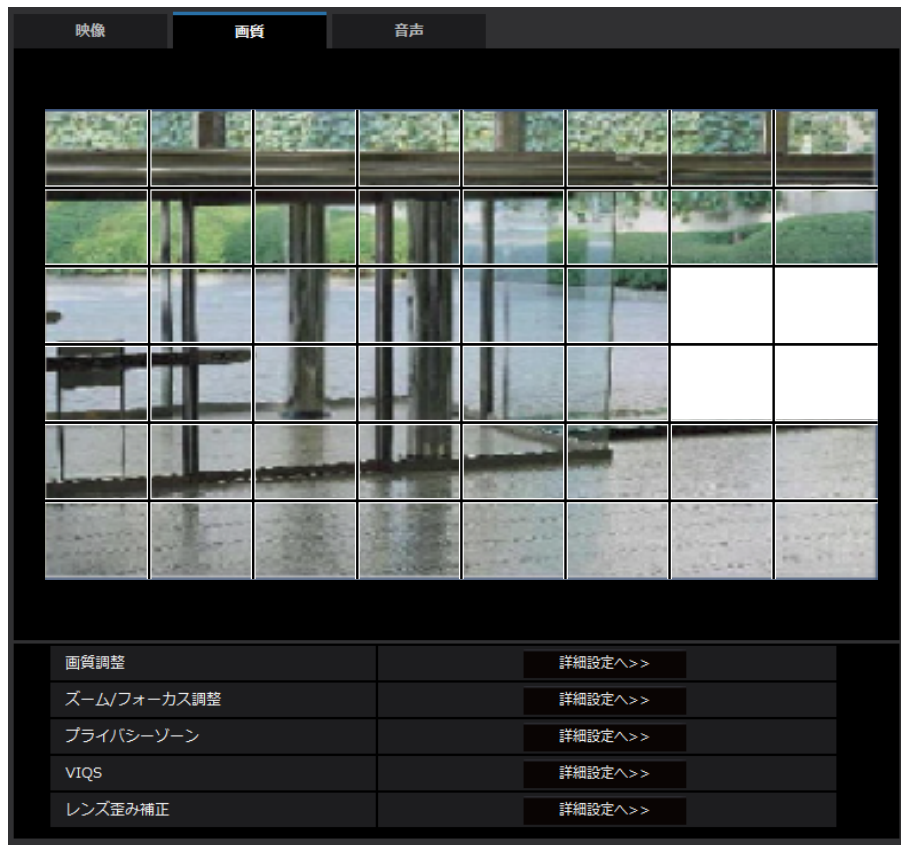 映像 画質 音声
画質調整 詳細設定へ>>
ズーム/フォーカス調整 詳細設定へ>>
プライバシーゾーン 詳細設定へ>>
VIQS 詳細設定へ>>
レンズ歪み補正 詳細設定へ>>